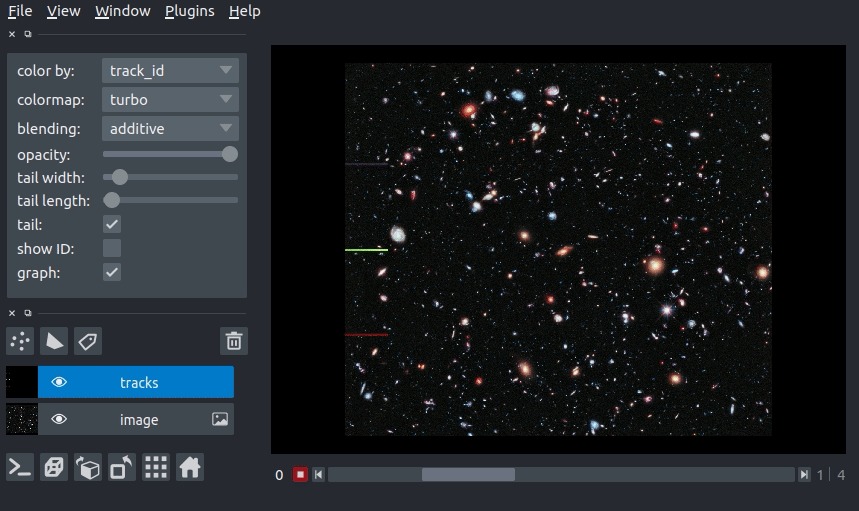 File View Window Plugins Help
color by: track_id
colormap: turbo
blending: additive
opacity:
tail width:
tail length:
tail:
show ID:
graph:
tracks
image
0 1 4